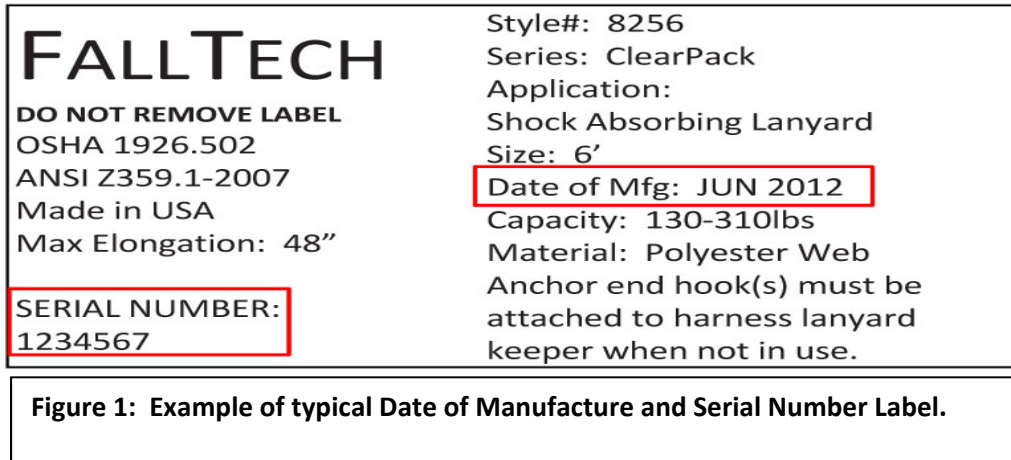 FALLTECH
DO NOT REMOVE LABEL
OSHA 1926.502
ANSI Z359.1-2007
Made in USA
Max Elongation: 48”
SERIAL NUMBER:
1234567
Style#: 8256
Series: ClearPack
Application:
Shock Absorbing Lanyard
Size: 6’
Date of Mfg: JUN 2012
Capacity: 130-310lbs
Material: Polyester Web
Anchor end hook(s) must be
attached to harness lanyard
keeper when not in use.
Figure 1: Example of typical Date of Manufacture and Serial Number Label.